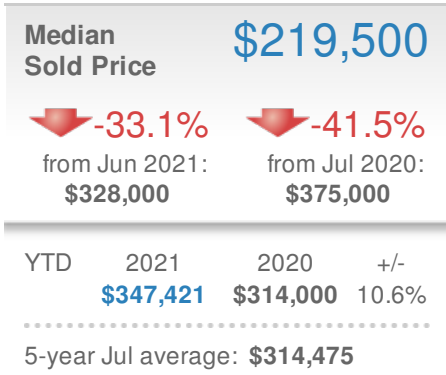 Median $219,500
Sold Price
-33.1% -41.5%
from Jun 2021: from Jul 2020:
$328,000 $375,000
YTD 2021 2020 +/-
$347,421 $314,000 10.6%
5-year Jul average: $314,475